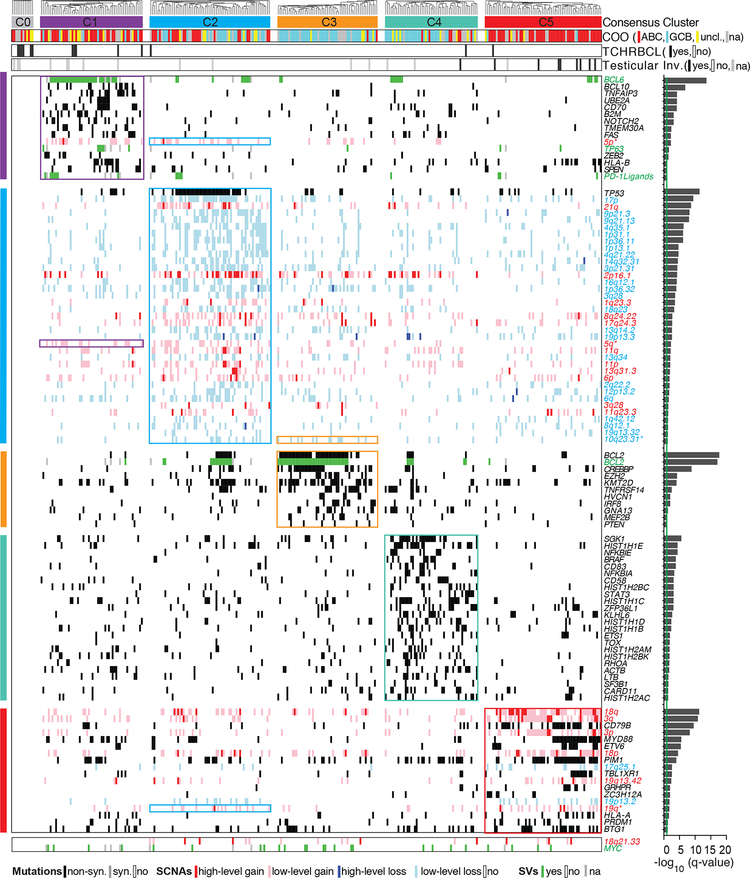 C0 C1 C2 C3 C4 C5 Consensus Cluster
COO (ABC, GCB, uncl., na)
TCHRBCL (yes, no)
Testicular Inv. (yes, no, na)
BCL6
BCL10
TNFAIP3
UBE2A
CD70
B2M
NOTCH2
TMEM30A
FAS
5p*
TP63
ZEB2
HLA-B
SPEN
PD-1Ligands
TP53
17p
21q
9p21.3
9q21.13
4q35.1
1p31.1
1p36.11
1p13.1
4q21.22
14q32.31
3p21.31
2p16.1
16q12.1
1p36.32
3q28
1q23.3
18q23
8q24.22
17q24.3
13q14.2
19p13.3
5q*
11q
13q34
11p
13q31.3
6p
2q22.2
12p13.2
6q
3q28
11q23.3
1q42.12
8q12.1
19q13.32
10q23.31*
BCL2
BCL2
CREBBP
EZH2
KMT2D
TNFRSF14
HVCN1
IRF8
GNA13
MEF2B
PTEN
SGK1
HIST1H1E
NFKBIE
BRAF
CD83
NFKBIA
CD58
HIST1H2BC
STAT3
HIST1H1C
ZFP36L1
KLHL6
HIST1H1D
HIST1H1B
ETS1
TOX
HIST1H2AM
HIST1H2BK
RHOA
ACTB
LTB
SF3B1
CARD11
HIST1H2AC
18q
3q
CD79B
3p
MYD88
ETV6
18p
PIM1
17q25.1
TBL1XR1
19q13.42
GRHPR
ZC3H12A
19p13.2
19q*
HLA-A
PRDM1
BTG1
18q21.33
MYC
0 5 10 15 20
-log10 (q-value)
Mutations non-syn. syn. no SCNAs high-level gain low-level gain high-level loss low-level loss no SVs yes no na